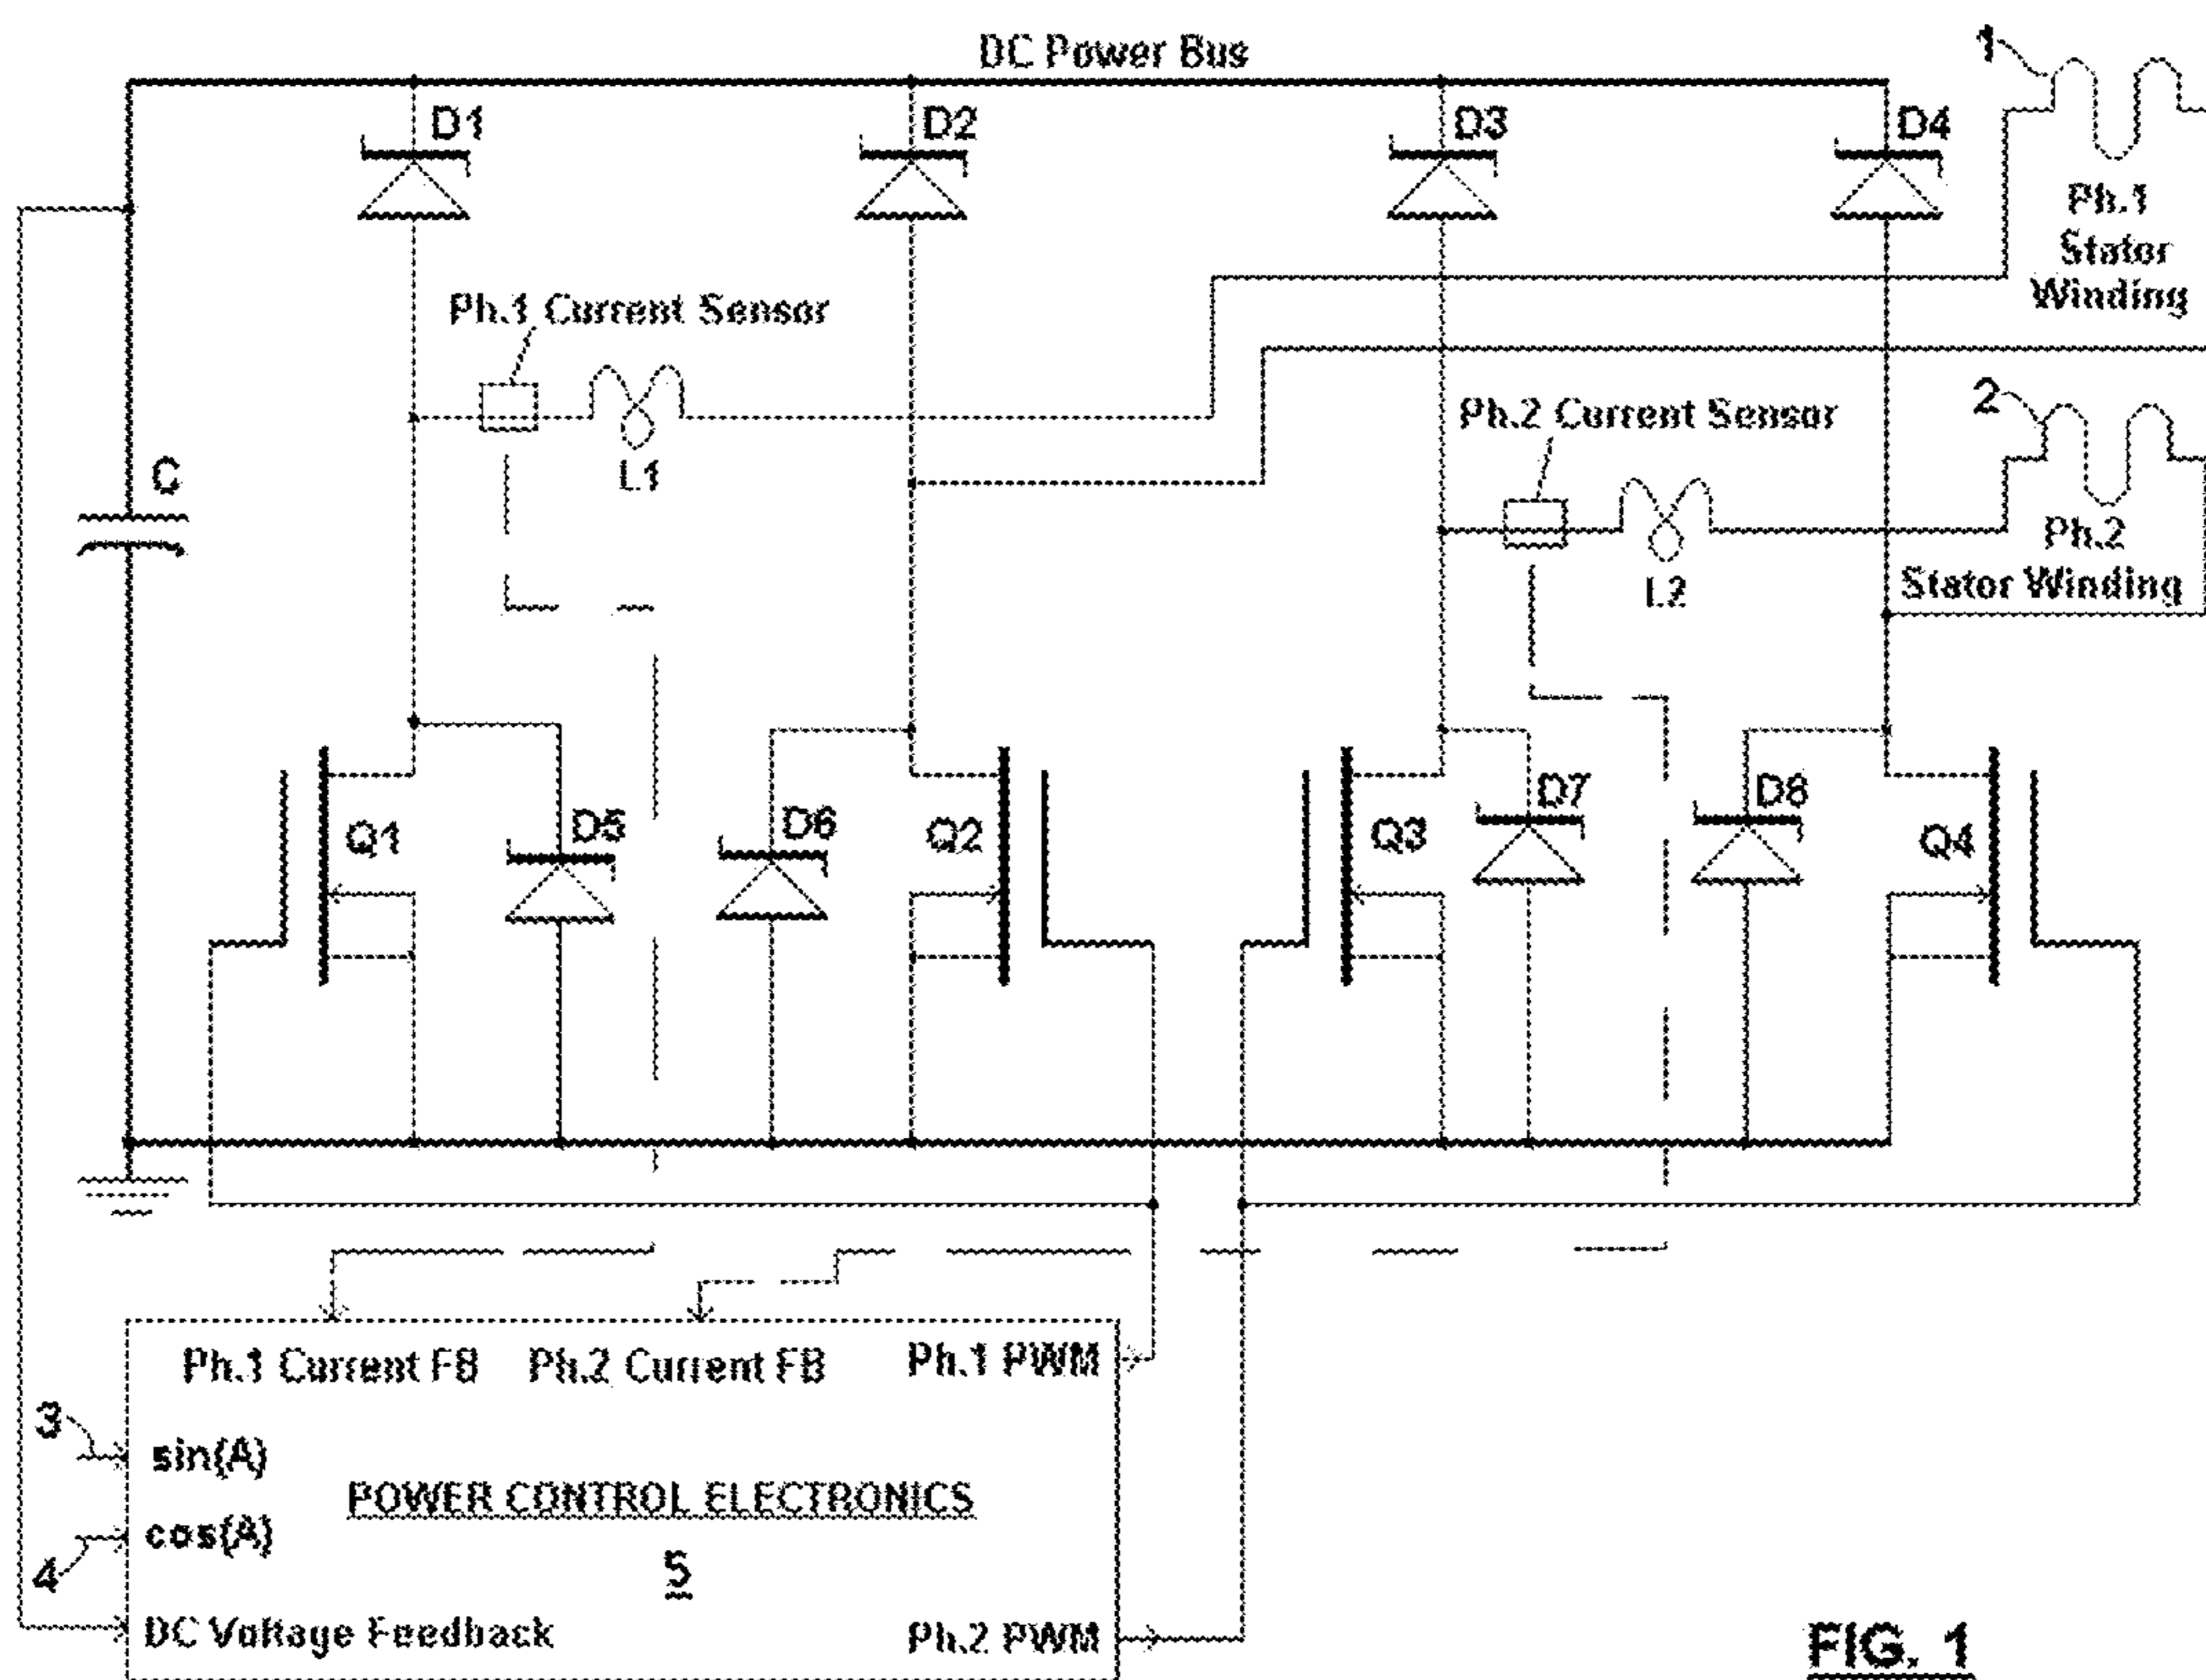 DC Power Bus
1
D1
D2
D3
D4
Ph.1
Stator
Winding
Ph.1 Current Sensor
2
Ph.2 Current Sensor
C
L1
Ph.2
Stator Winding
L2
Q1
D5
D6
Q2
Q3
D7
D8
Q4
Ph.1 Current FB
Ph.2 Current FB
Ph.1 PWM
3
sin(A)
POWER CONTROL ELECTRONICS
cos(A)
4
5
DC Voltage Feedback
Ph.2 PWM
FIG. 1